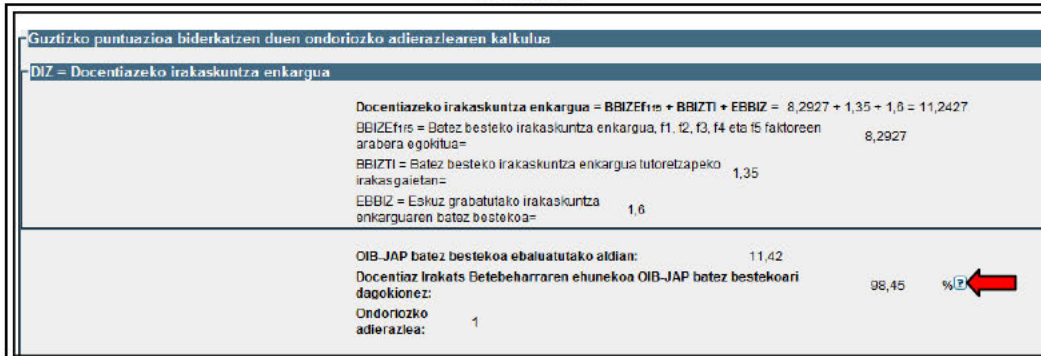 Guztizko puntuazioa biderkatzen duen ondoriozko adierazlearen kalkulua
DIZ = Docentiazeko irakaskuntza enkargua
Docentiazeko irakaskuntza enkargua = BBIZEf1f5 + BBIZTI + EBBIZ = 8,2927 + 1,35 + 1,6 = 11,2427
BBIZEf1f5 = Batez besteko irakaskuntza enkargua, f1, f2, f3, f4 eta f5 faktoreen
arabera egokitua= 8,2927
BBIZTI = Batez besteko irakaskuntza enkargua tutoretzapeko
irakasgaietan= 1,35
EBBIZ = Eskuz grabatutako irakaskuntza
enkarguaren batez bestekoa= 1,6
OIB-JAP batez bestekoa ebaluatutako aldian: 11,42
Docentiaz Irakats Betebeharraren ehunekoa OIB-JAP batez bestekoari
dagokionez: 98,45 % ?
Ondoriozko
adierazlea: 1